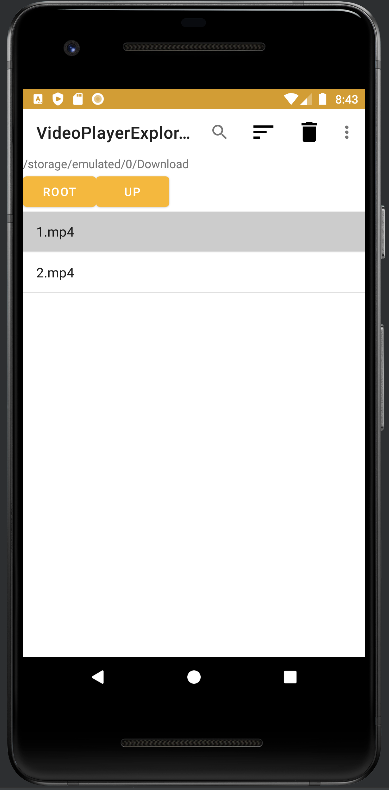 8:43
VideoPlayerExplor...
/storage/emulated/0/Download
ROOT UP
1.mp4
2.mp4